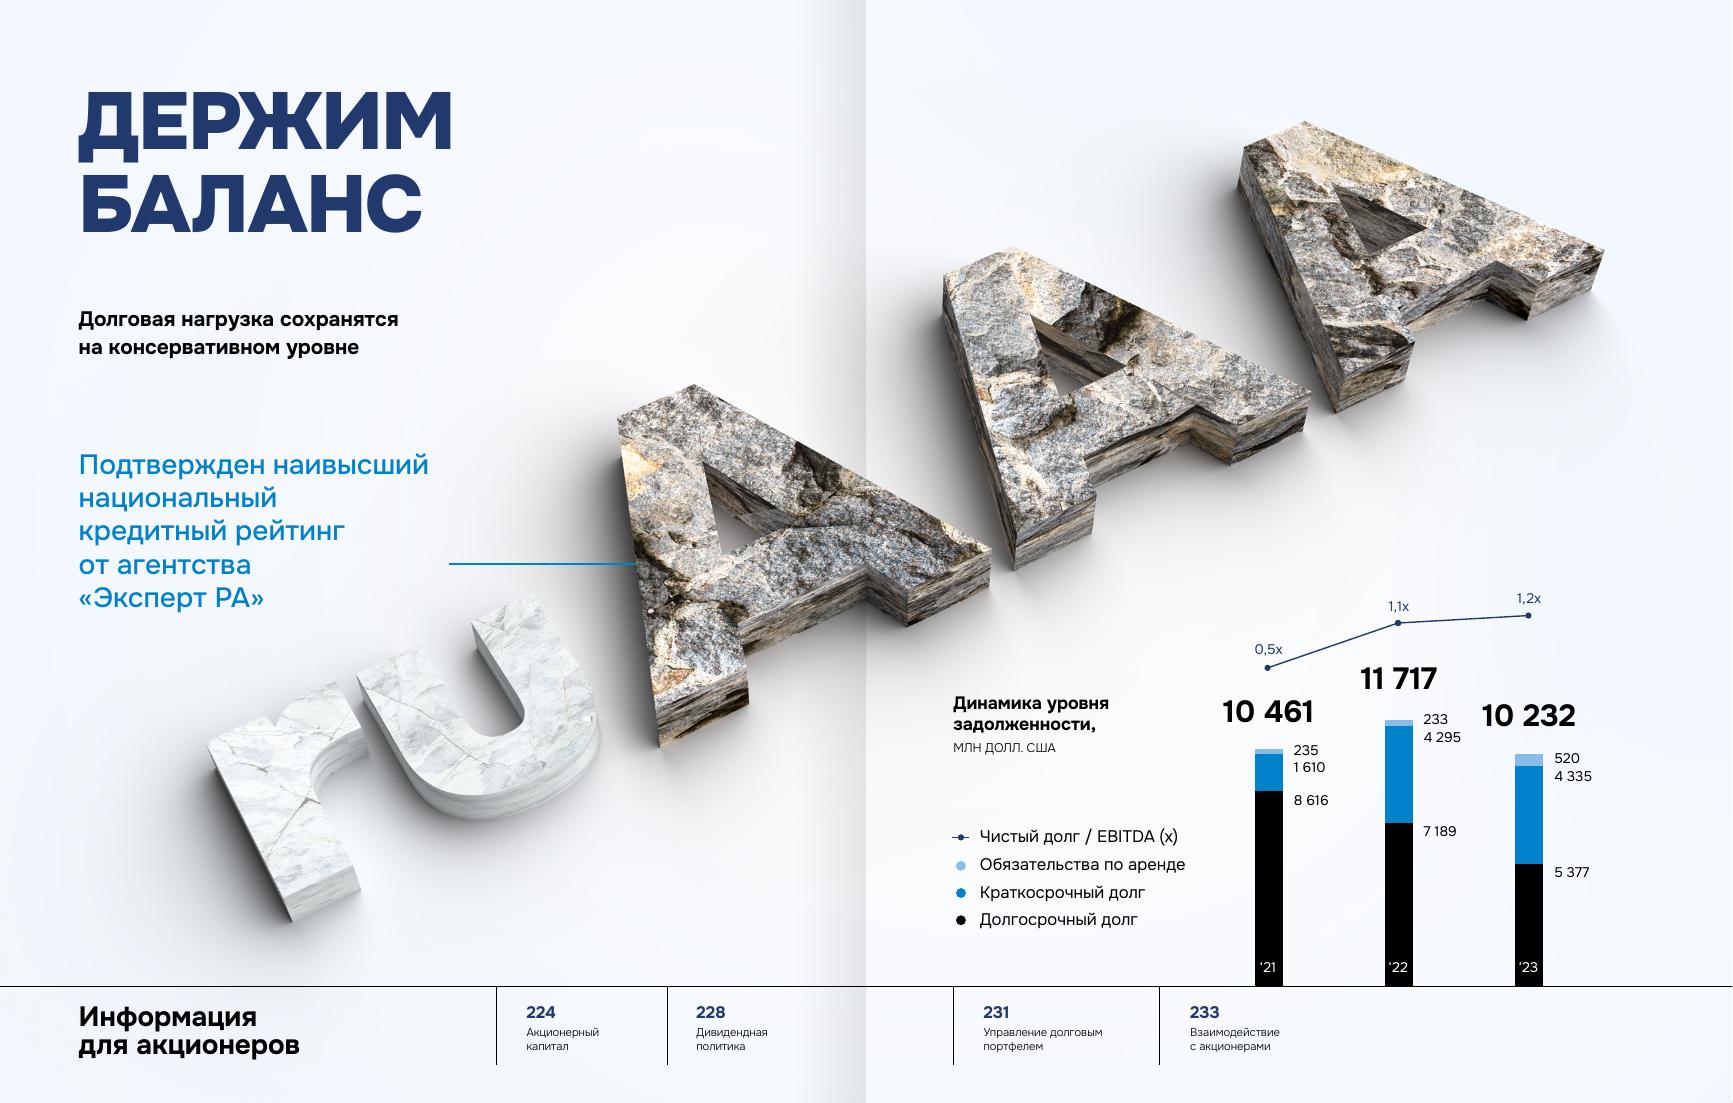 ДЕРЖИМ
БАЛАНС
Долговая нагрузка сохранятся
на консервативном уровне
Подтвержден наивысший
национальный
кредитный рейтинг
от агентства
«Эксперт РА»
ruAAA
Динамика уровня
задолженности,
МЛН ДОЛЛ. США
Чистый долг / EBITDA (x)
Обязательства по аренде
Краткосрочный долг
Долгосрочный долг
0,5x
1,1x
1,2x
10 461
235
1 610
8 616
‘21
11 717
233
4 295
7 189
‘22
10 232
520
4 335
5 377
‘23
Информация
для акционеров
224
Акционерный
капитал
228
Дивидендная
политика
231
Управление долговым
портфелем
233
Взаимодействие
с акционерами